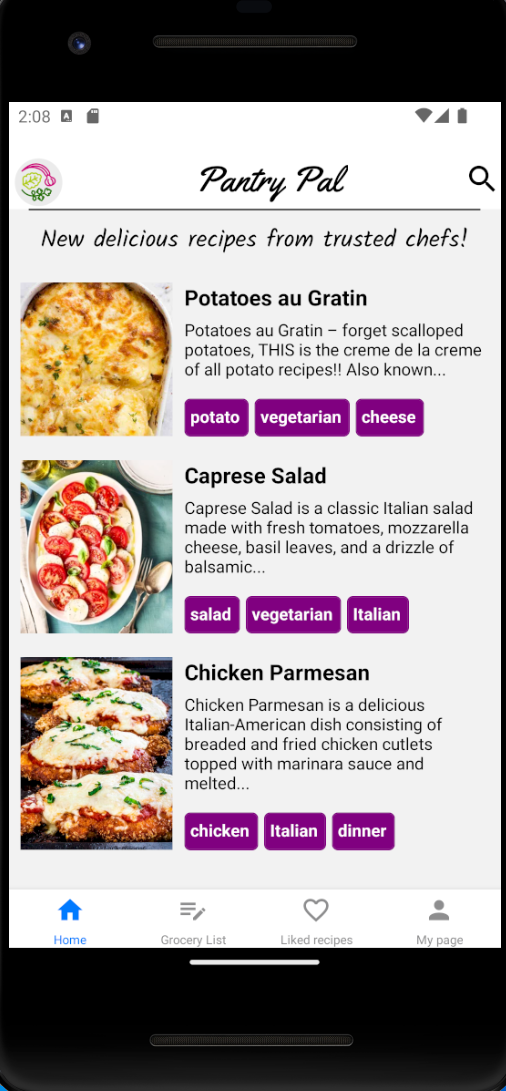 2:08
Pantry Pal
New delicious recipes from trusted chefs!
Potatoes au Gratin
Potatoes au Gratin – forget scalloped
potatoes, THIS is the creme de la creme
of all potato recipes!! Also known...
potato vegetarian cheese
Caprese Salad
Caprese Salad is a classic Italian salad
made with fresh tomatoes, mozzarella
cheese, basil leaves, and a drizzle of
balsamic...
salad vegetarian Italian
Chicken Parmesan
Chicken Parmesan is a delicious
Italian-American dish consisting of
breaded and fried chicken cutlets
topped with marinara sauce and
melted...
chicken Italian dinner
Home Grocery List Liked recipes My page